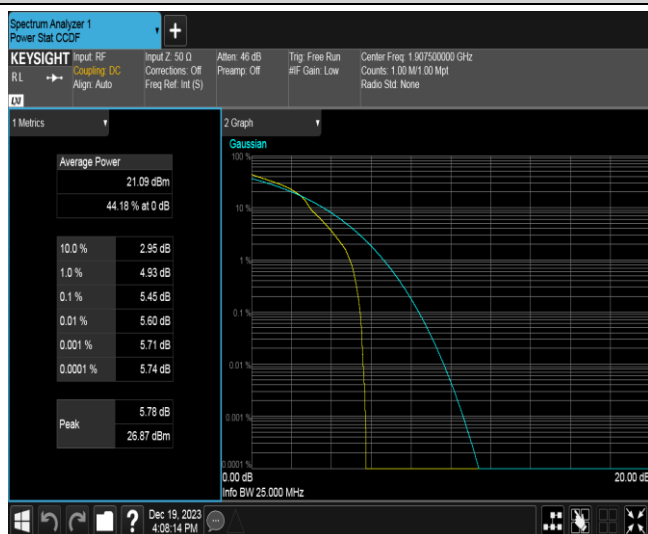 Spectrum Analyzer 1
Power Stat CCDF
+
KEYSIGHT
RL
LXI
Input: RF
Coupling: DC
Align: Auto
Input Z: 50 Ω
Corrections: Off
Freq Ref: Int (S)
Atten: 46 dB
Preamp: Off
Trig: Free Run
#IF Gain: Low
Center Freq: 1.907500000 GHz
Counts: 1.00 M/1.00 Mpt
Radio Std: None
1 Metrics
Average Power
21.09 dBm
44.18 % at 0 dB
10.0 % 2.95 dB
1.0 % 4.93 dB
0.1 % 5.45 dB
0.01 % 5.60 dB
0.001 % 5.71 dB
0.0001 % 5.74 dB
Peak
5.78 dB
26.87 dBm
2 Graph
Gaussian
100 %
10 %
1 %
0.1 %
0.01 %
0.001 %
0.0001 %
0.00 dB 20.00 dB
Info BW 25.000 MHz
?
Dec 19, 2023
4:08:14 PM